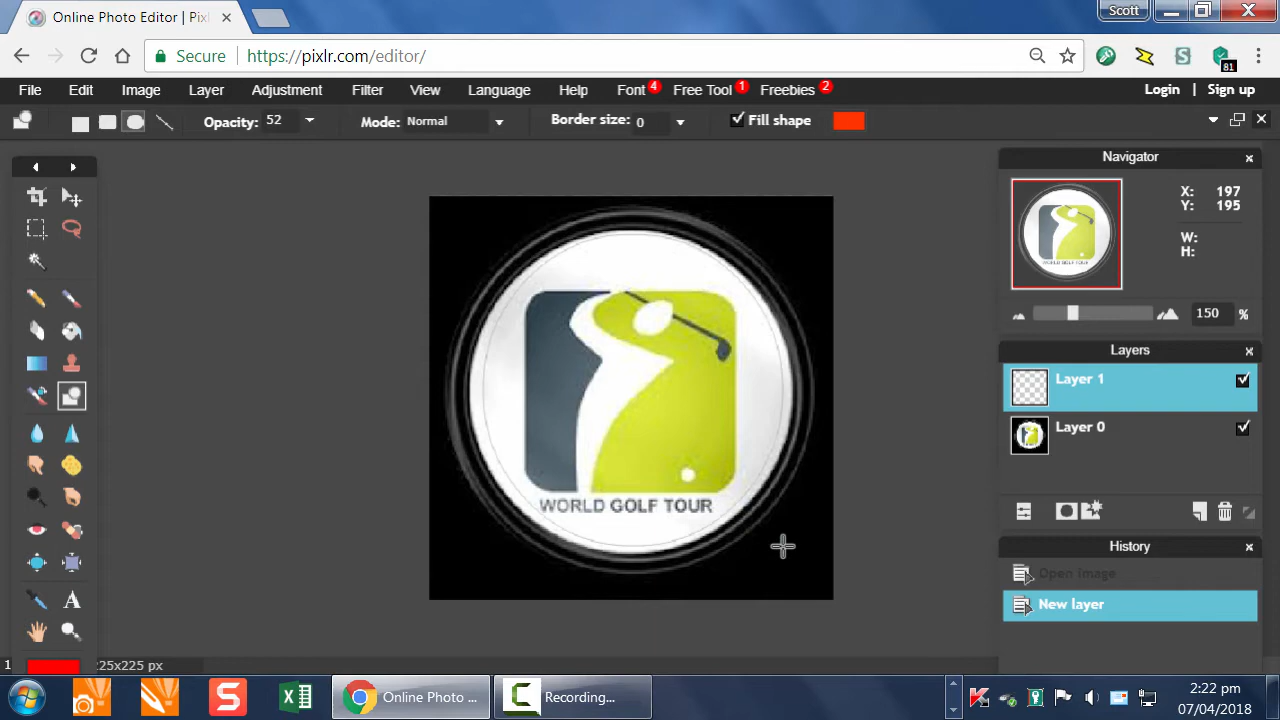 Online Photo Editor | Pixlr
Scott
Secure
https://pixlr.com/editor/
81
File Edit Image Layer Adjustment Filter View Language Help Font 4 Free Tool 1 Freebies 2 Login | Sign up
Opacity: 52 Mode: Normal Border size: 0 Fill shape
Navigator
X: 197
Y: 195
W:
H:
150 %
Layers
Layer 1
Layer 0
WORLD GOLF TOUR
History
Open image
New layer
25x225 px
Online Photo ...
Recording...
2:22 pm
07/04/2018